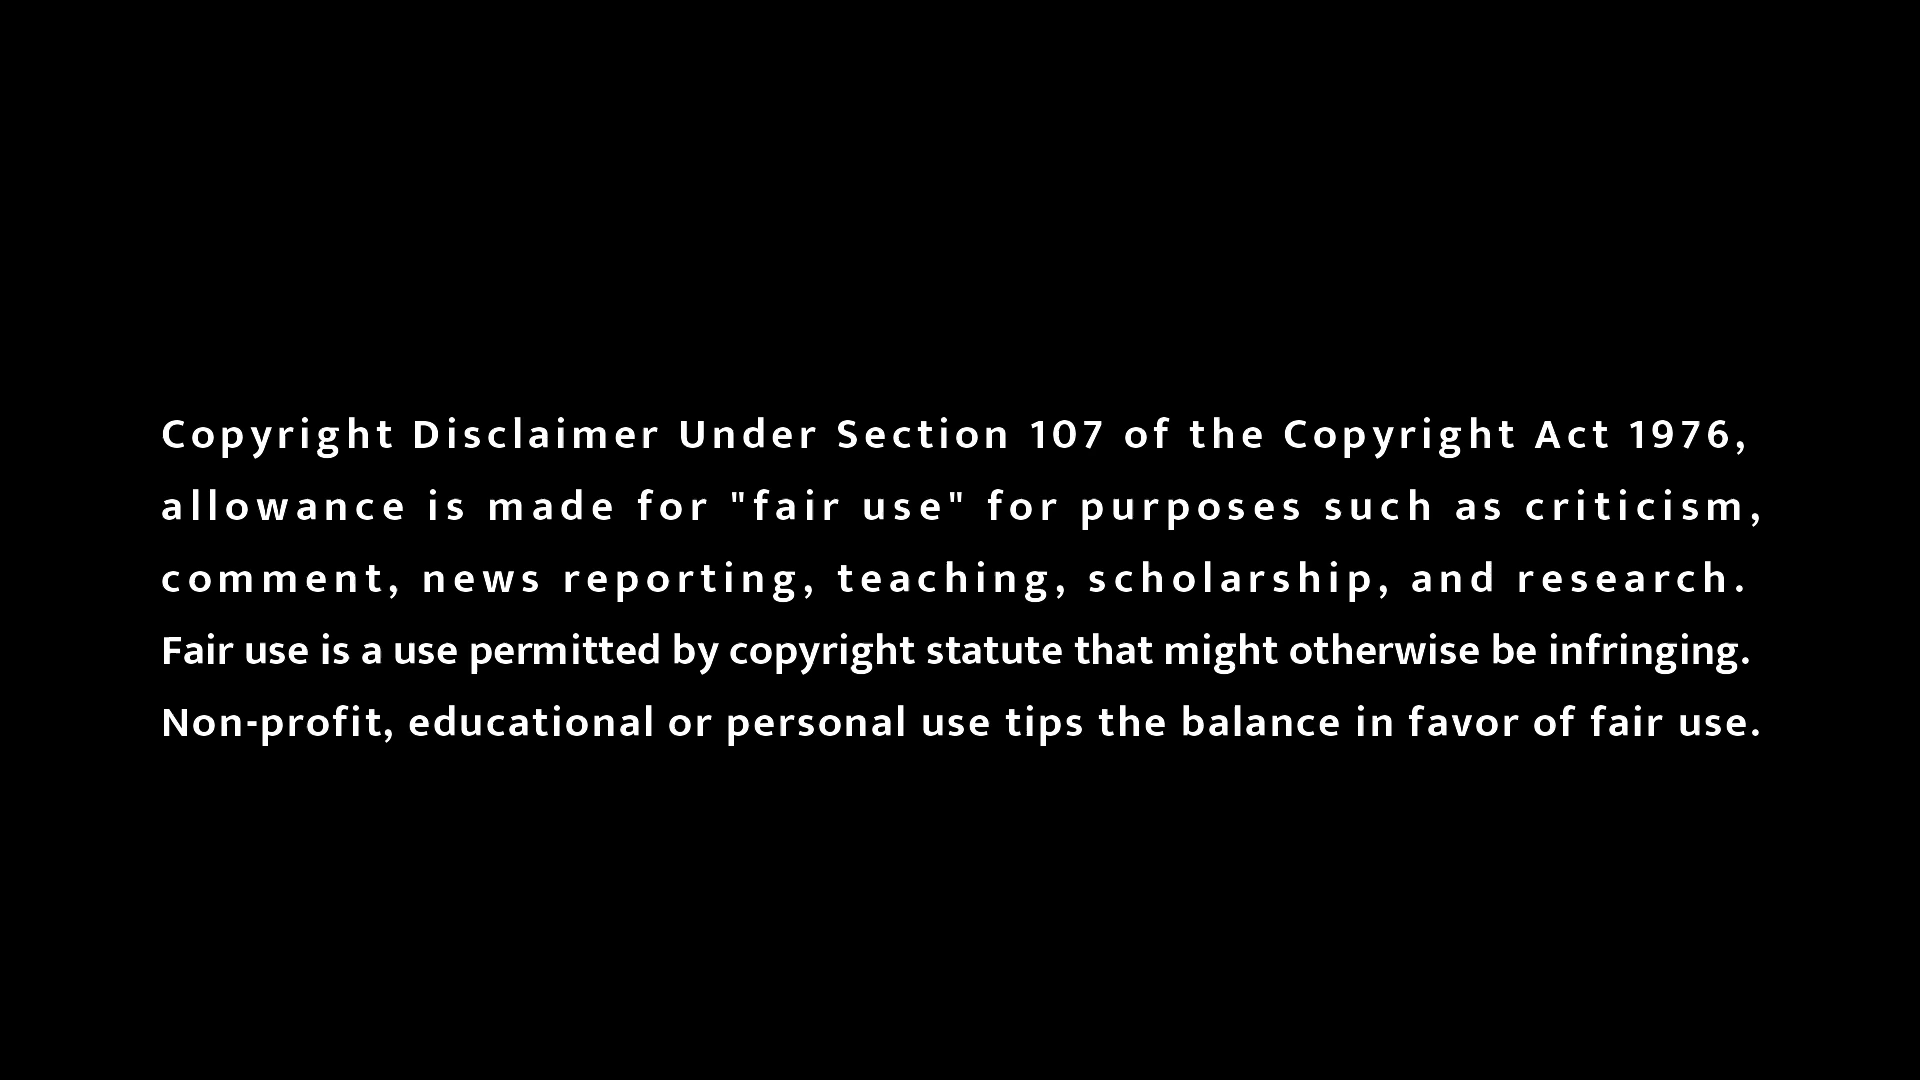 Copyright Disclaimer Under Section 107 of the Copyright Act 1976,
allowance is made for "fair use" for purposes such as criticism,
comment, news reporting, teaching, scholarship, and research.
Fair use is a use permitted by copyright statute that might otherwise be infringing.
Non-profit, educational or personal use tips the balance in favor of fair use.